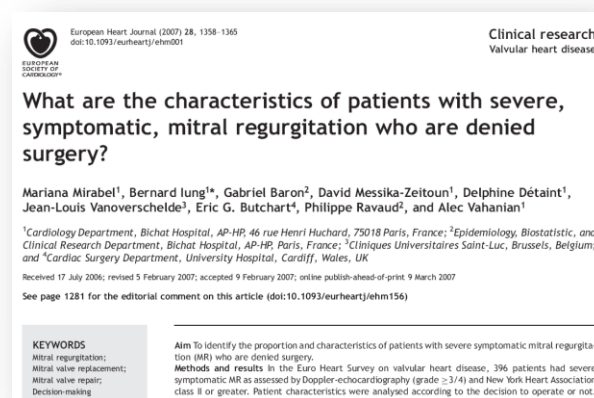 European Heart Journal (2007) 28, 1358–1365
doi:10.1093/eurheartj/ehm001
EUROPEAN
SOCIETY OF
CARDIOLOGY®
Clinical research
Valvular heart disease
What are the characteristics of patients with severe,
symptomatic, mitral regurgitation who are denied
surgery?
Mariana Mirabel1, Bernard Iung1*, Gabriel Baron2, David Messika-Zeitoun1, Delphine Détaint1,
Jean-Louis Vanoverschelde3, Eric G. Butchart4, Philippe Ravaud2, and Alec Vahanian1
1Cardiology Department, Bichat Hospital, AP-HP, 46 rue Henri Huchard, 75018 Paris, France; 2Epidemiology, Biostatistic, and
Clinical Research Department, Bichat Hospital, AP-HP, Paris, France; 3Cliniques Universitaires Saint-Luc, Brussels, Belgium;
and 4Cardiac Surgery Department, University Hospital, Cardiff, Wales, UK
Received 17 July 2006; revised 5 February 2007; accepted 9 February 2007; online publish-ahead-of-print 9 March 2007
See page 1281 for the editorial comment on this article (doi:10.1093/eurheartj/ehm156)
KEYWORDS
Mitral regurgitation;
Mitral valve replacement;
Mitral valve repair;
Decision-making
Aim To identify the proportion and characteristics of patients with severe symptomatic mitral regurgita-
tion (MR) who are denied surgery.
Methods and results In the Euro Heart Survey on valvular heart disease, 396 patients had severe
symptomatic MR as assessed by Doppler-echocardiography (grade ≥3/4) and New York Heart Association
class II or greater. Patient characteristics were analysed according to the decision to operate or not.